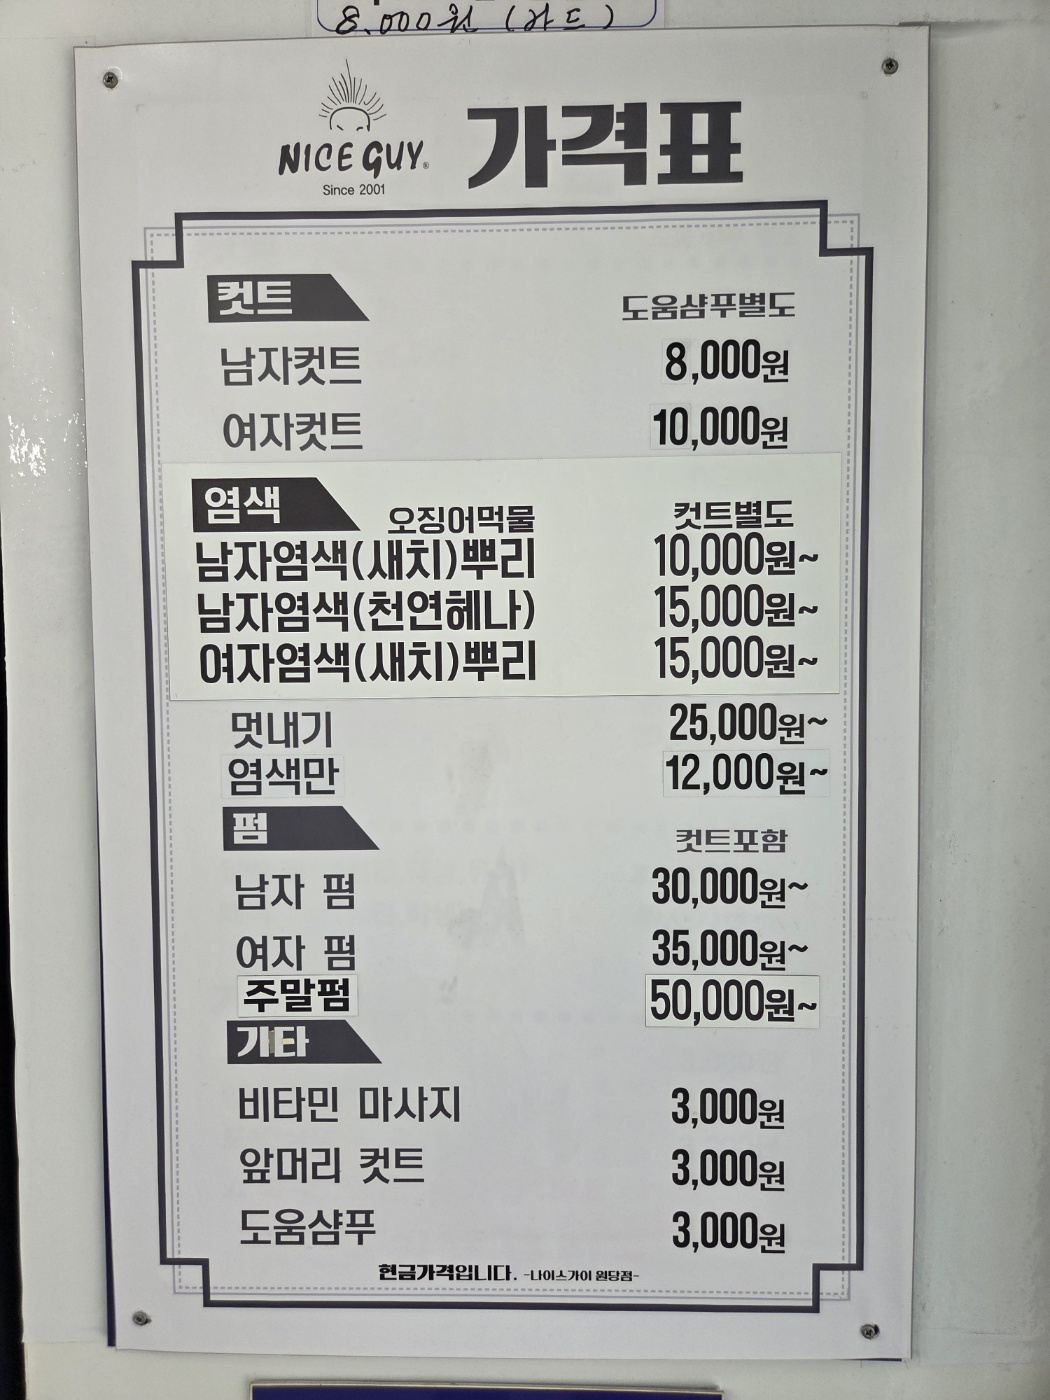 8.000원 (카드)
NICE GUY®
Since 2001
가격표
컷트
도움샴푸별도
남자컷트 8,000원
여자컷트 10,000원
염색 오징어먹물 컷트별도
남자염색(새치)뿌리 10,000원~
남자염색(천연헤나) 15,000원~
여자염색(새치)뿌리 15,000원~
멋내기 25,000원~
염색만 12,000원~
펌 컷트포함
남자 펌 30,000원~
여자 펌 35,000원~
주말펌 50,000원~
기타
비타민 마사지 3,000원
앞머리 컷트 3,000원
도움샴푸 3,000원
현금가격입니다. -나이스가이 원당점-